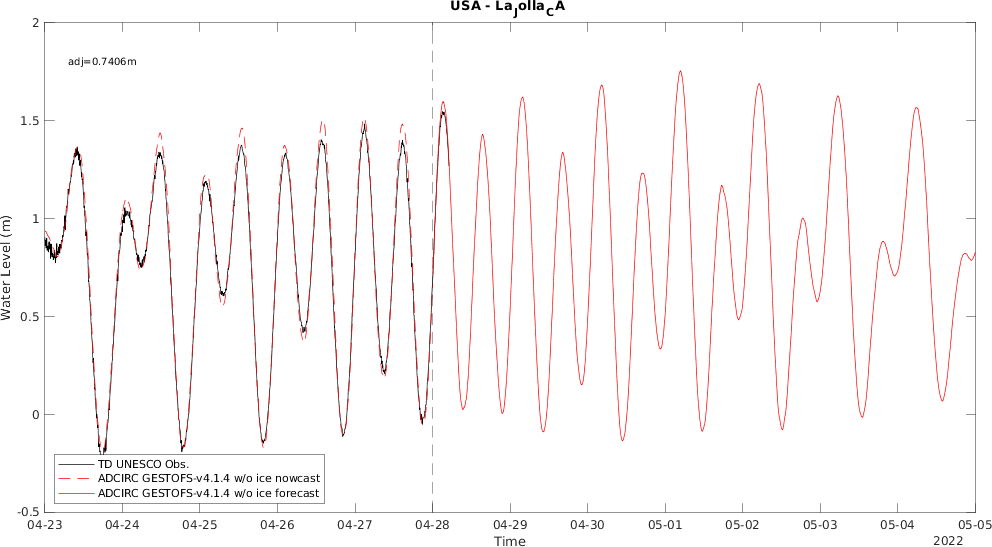 USA - LaJollaCA
2
adj=0.7406m
1.5
1
Water Level (m)
0.5
0
TD UNESCO Obs.
ADCIRC GESTOFS-v4.1.4 w/o ice nowcast
ADCIRC GESTOFS-v4.1.4 w/o ice forecast
-0.5
04-23 04-24 04-25 04-26 04-27 04-28 04-29 04-30 05-01 05-02 05-03 05-04 05-05
Time
2022